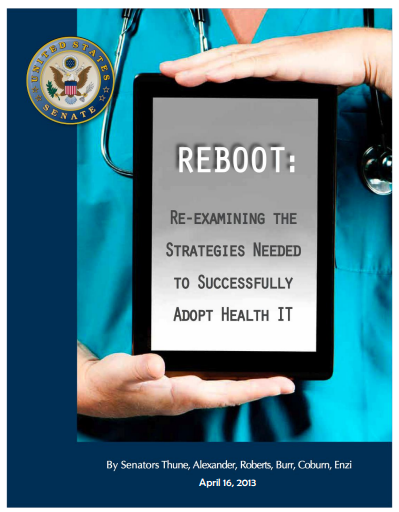 UNITED STATES
SENATE
REBOOT:
RE-EXAMINING THE
STRATEGIES NEEDED
TO SUCCESSFULLY
ADOPT HEALTH IT
By Senators Thune, Alexander, Roberts, Burr, Coburn, Enzi
April 16, 2013